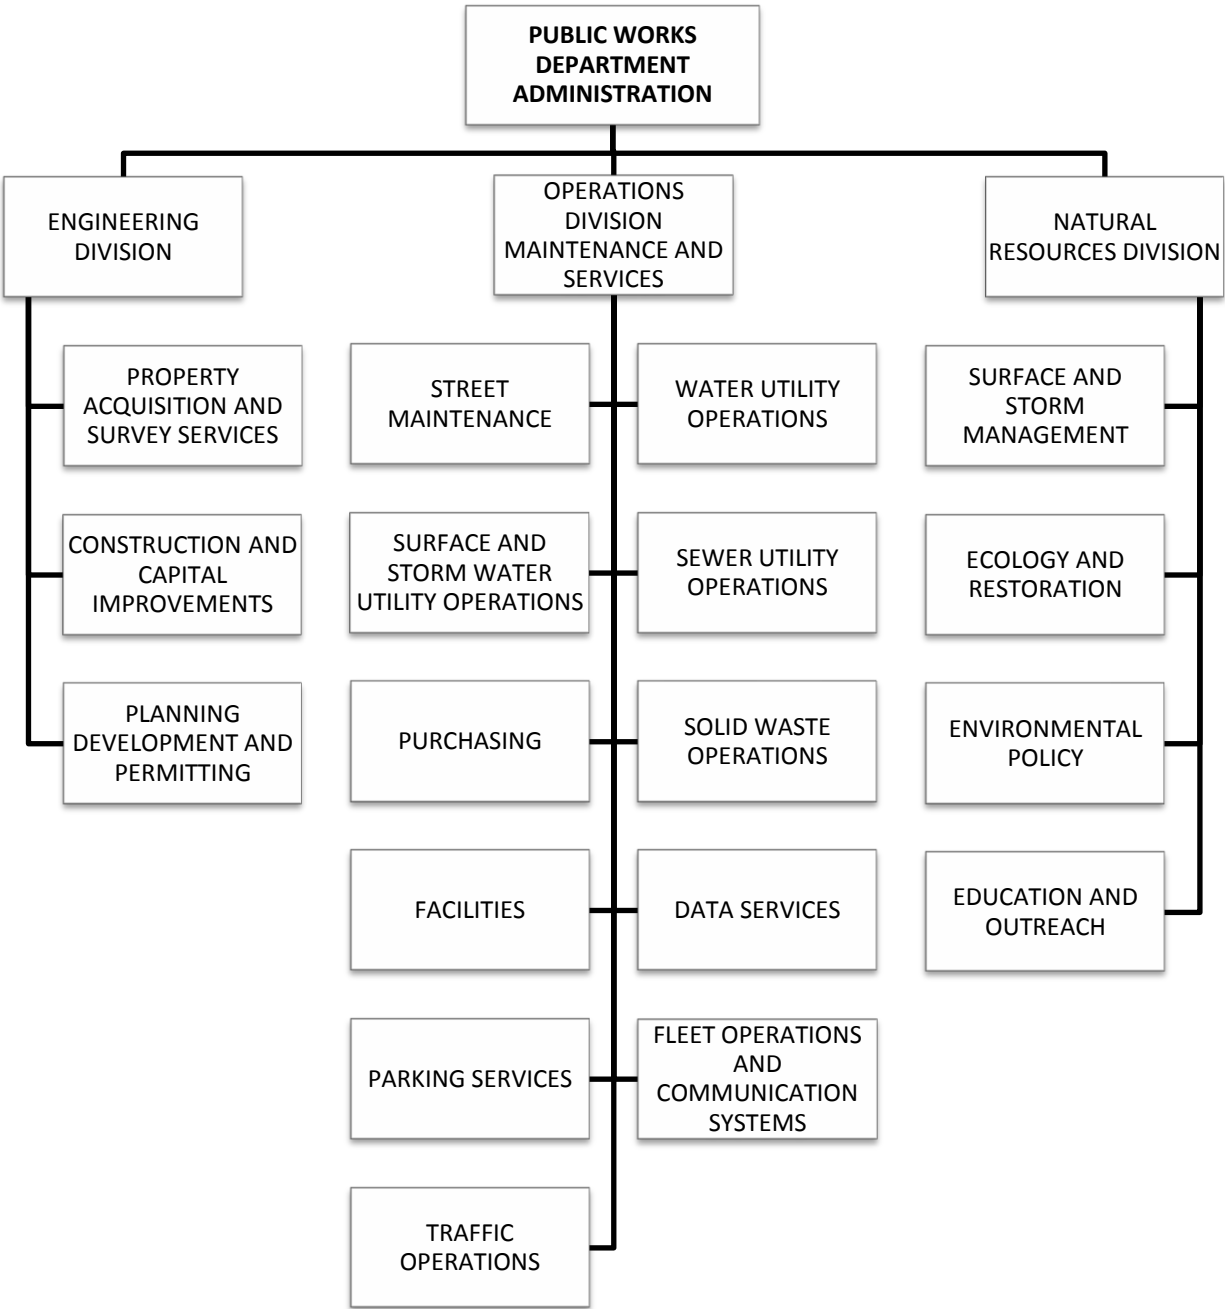 PUBLIC WORKS
DEPARTMENT
ADMINISTRATION
ENGINEERING
DIVISION
OPERATIONS
DIVISION
MAINTENANCE AND
SERVICES
NATURAL
RESOURCES DIVISION
PROPERTY
ACQUISITION AND
SURVEY SERVICES
CONSTRUCTION AND
CAPITAL
IMPROVEMENTS
PLANNING
DEVELOPMENT AND
PERMITTING
STREET
MAINTENANCE
WATER UTILITY
OPERATIONS
SURFACE AND
STORM WATER
UTILITY OPERATIONS
SEWER UTILITY
OPERATIONS
PURCHASING
SOLID WASTE
OPERATIONS
FACILITIES
DATA SERVICES
PARKING SERVICES
FLEET OPERATIONS
AND
COMMUNICATION
SYSTEMS
TRAFFIC
OPERATIONS
SURFACE AND
STORM
MANAGEMENT
ECOLOGY AND
RESTORATION
ENVIRONMENTAL
POLICY
EDUCATION AND
OUTREACH